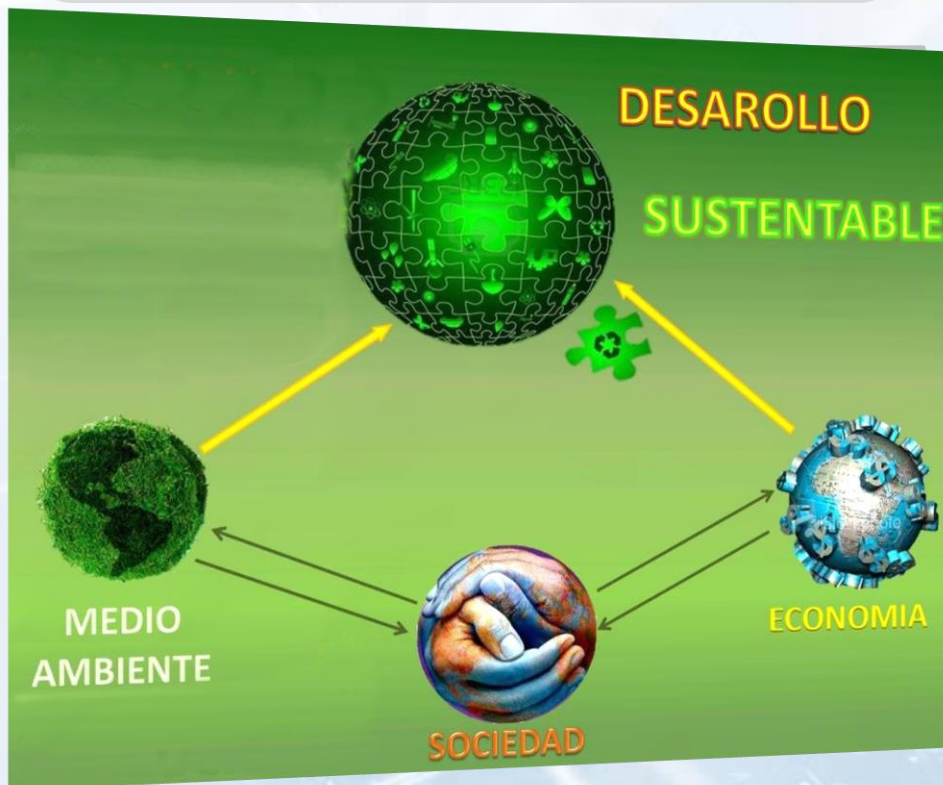 DESAROLLO
SUSTENTABLE
MEDIO
AMBIENTE
ECONOMIA
SOCIEDAD